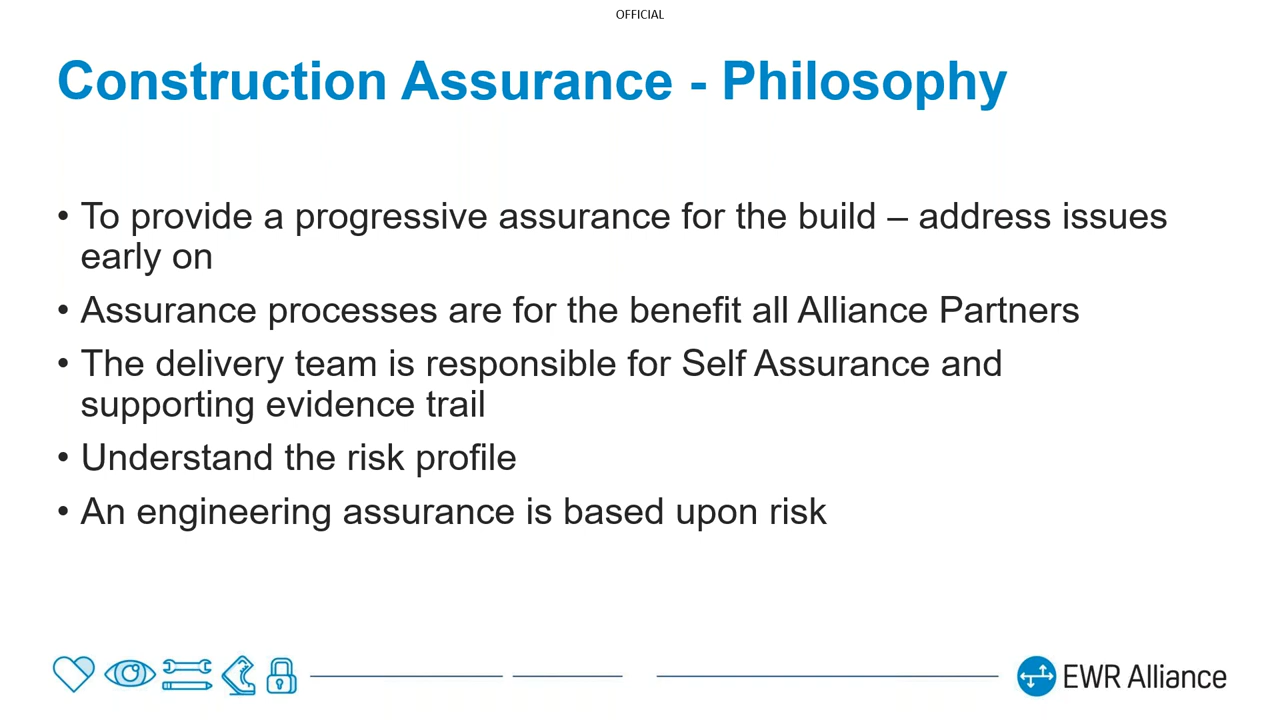 OFFICIAL
Construction Assurance - Philosophy
• To provide a progressive assurance for the build – address issues
early on
• Assurance processes are for the benefit all Alliance Partners
• The delivery team is responsible for Self Assurance and
supporting evidence trail
• Understand the risk profile
• An engineering assurance is based upon risk
EWR Alliance